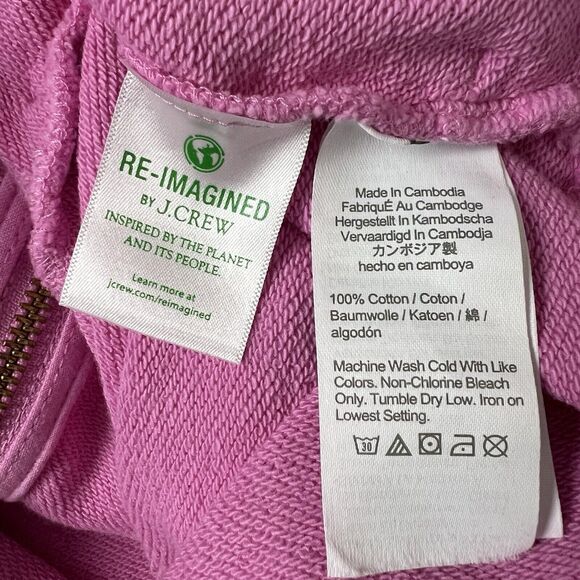 RE-IMAGINED
BY J.CREW
INSPIRED BY THE PLANET
AND ITS PEOPLE.
Learn more at
jcrew.com/reimagined
Made In Cambodia
FabriquÉ Au Cambodge
Hergestellt In Kambodscha
Vervaardigd In Cambodja
カンボジア製
hecho en camboya
100% Cotton / Coton /
Baumwolle / Katoen / 綿 /
algodón
Machine Wash Cold With Like
Colors. Non-Chlorine Bleach
Only. Tumble Dry Low. Iron on
Lowest Setting.
30